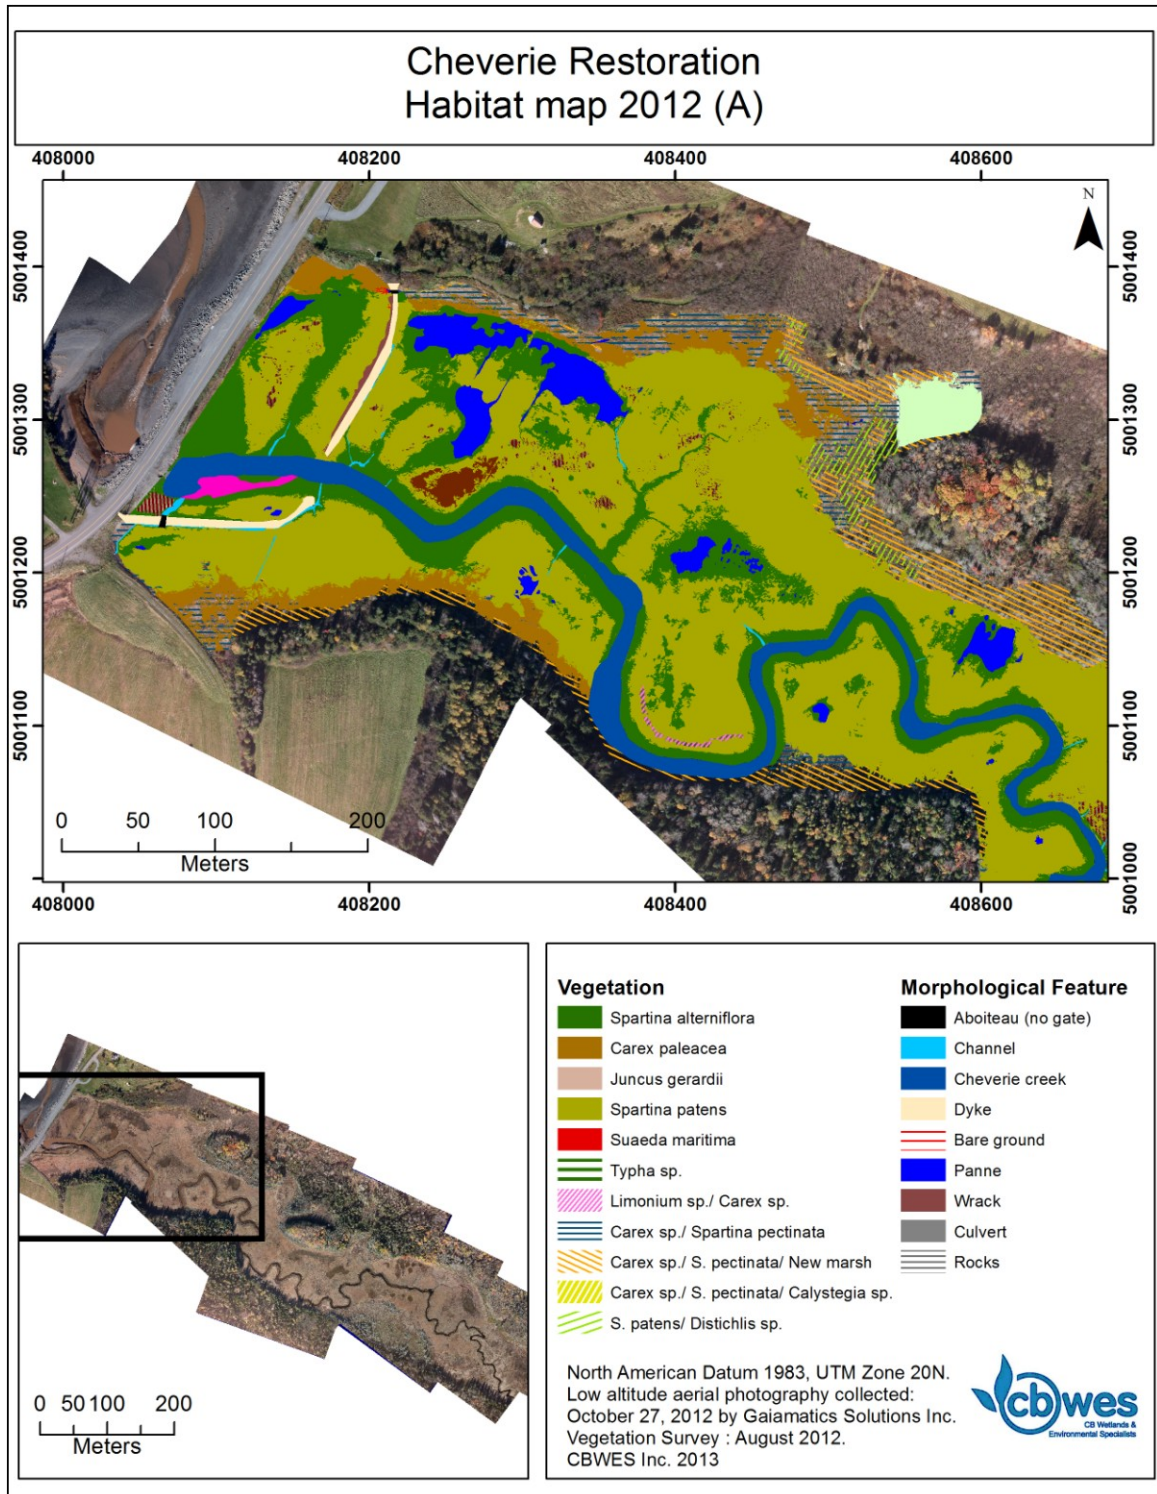 Cheverie Restoration
Habitat map 2012 (A)
408000 408200 408400 408600
N
5001400 5001400
5001300 5001300
5001200 5001200
5001100 5001100
5001000
0 50 100 200
Meters
408000 408200 408400 408600
0 50 100 200
Meters
Vegetation
Spartina alterniflora
Carex paleacea
Juncus gerardii
Spartina patens
Suaeda maritima
Typha sp.
Limonium sp./ Carex sp.
Carex sp./ Spartina pectinata
Carex sp./ S. pectinata/ New marsh
Carex sp./ S. pectinata/ Calystegia sp.
S. patens/ Distichlis sp.
Morphological Feature
Aboiteau (no gate)
Channel
Cheverie creek
Dyke
Bare ground
Panne
Wrack
Culvert
Rocks
North American Datum 1983, UTM Zone 20N.
Low altitude aerial photography collected:
October 27, 2012 by Gaiamatics Solutions Inc.
Vegetation Survey : August 2012.
CBWES Inc. 2013
cbwes
CB Wetlands &
Environmental Specialists